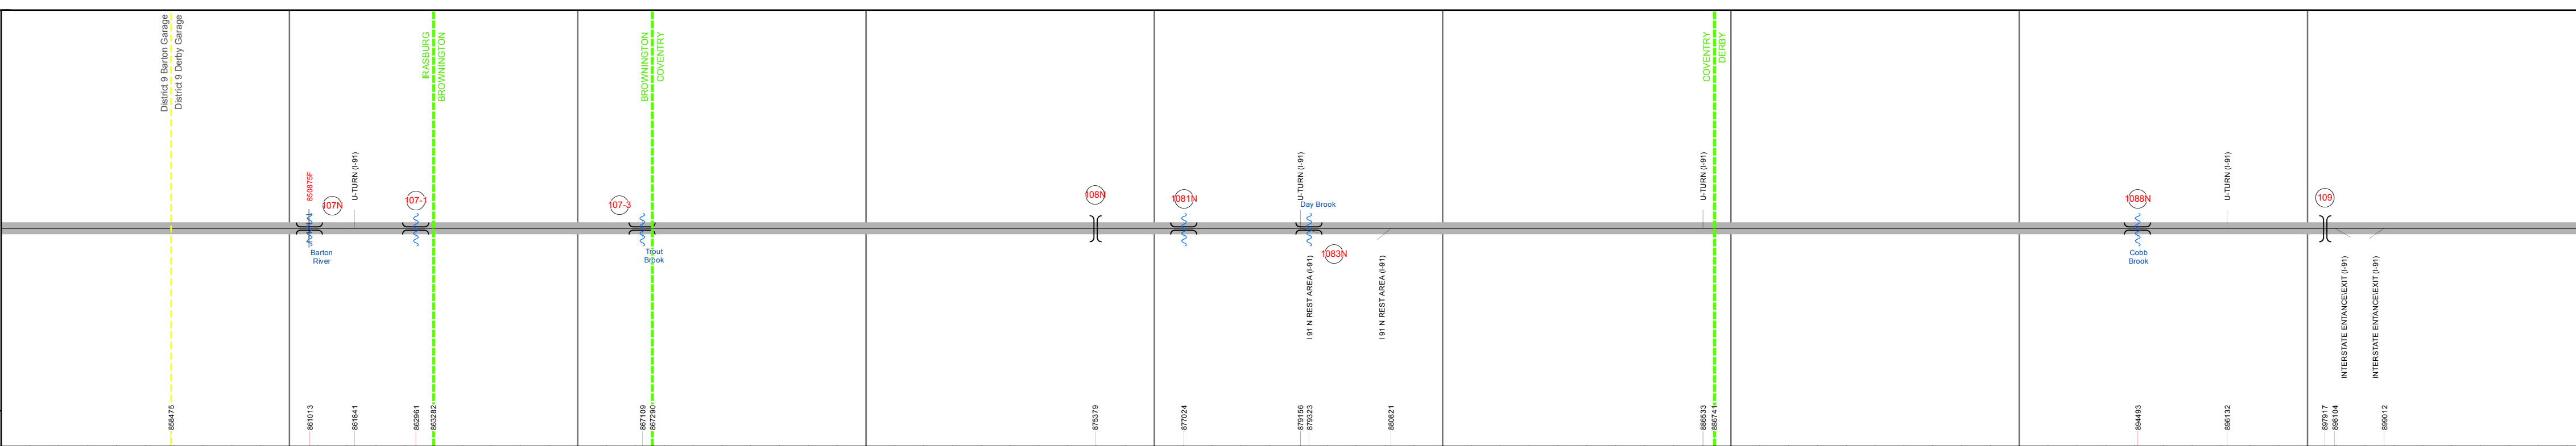 District 9 Barton Garage
District 9 Derby Garage
IRASBURG
BROWNINGTON
BROWNINGTON
COVENTRY
COVENTRY
DERBY
850875F
107N
U-TURN (I-91)
107-1
107-3
108N
1081N
U-TURN (I-91)
Day Brook
1083N
U-TURN (I-91)
1088N
U-TURN (I-91)
109
Barton
River
Trout
Brook
I 91 N REST AREA (I-91)
I 91 N REST AREA (I-91)
Cobb
Brook
INTERSTATE ENTANCE\EXIT (I-91)
INTERSTATE ENTANCE\EXIT (I-91)
858475
861013
861841
862961
863282
867109
867290
875379
877024
879156
879323
880821
886533
886741
894493
896132
897917
898104
899012